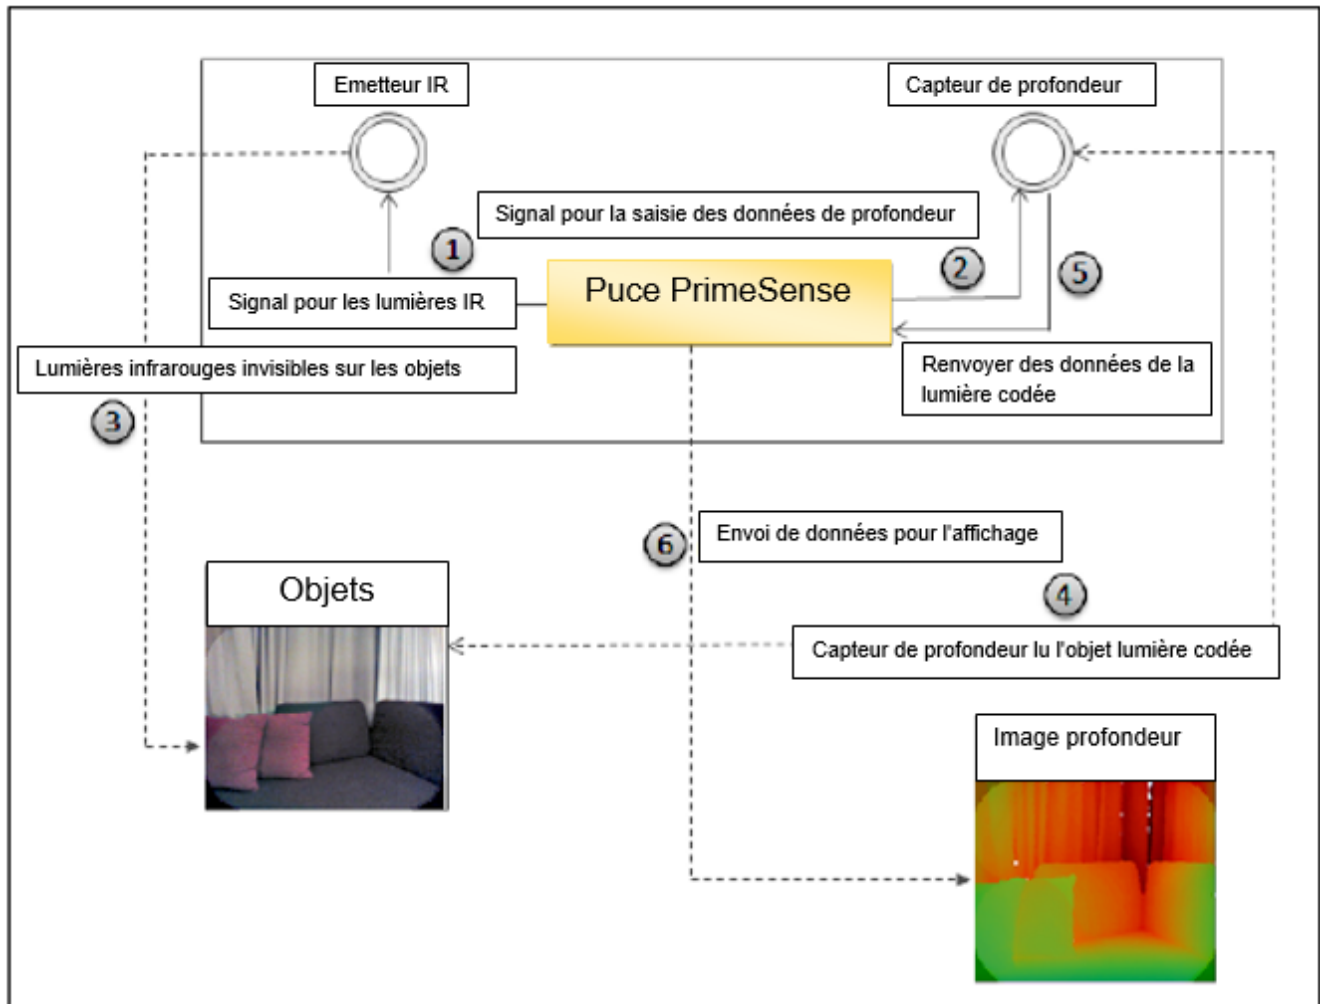 Emetteur IR
Capteur de profondeur
Signal pour la saisie des données de profondeur
1
2
5
Puce PrimeSense
Signal pour les lumières IR
Lumières infrarouges invisibles sur les objets
Renvoyer des données de la
lumière codée
3
6
Envoi de données pour l'affichage
4
Objets
Capteur de profondeur lu l'objet lumière codée
Image profondeur